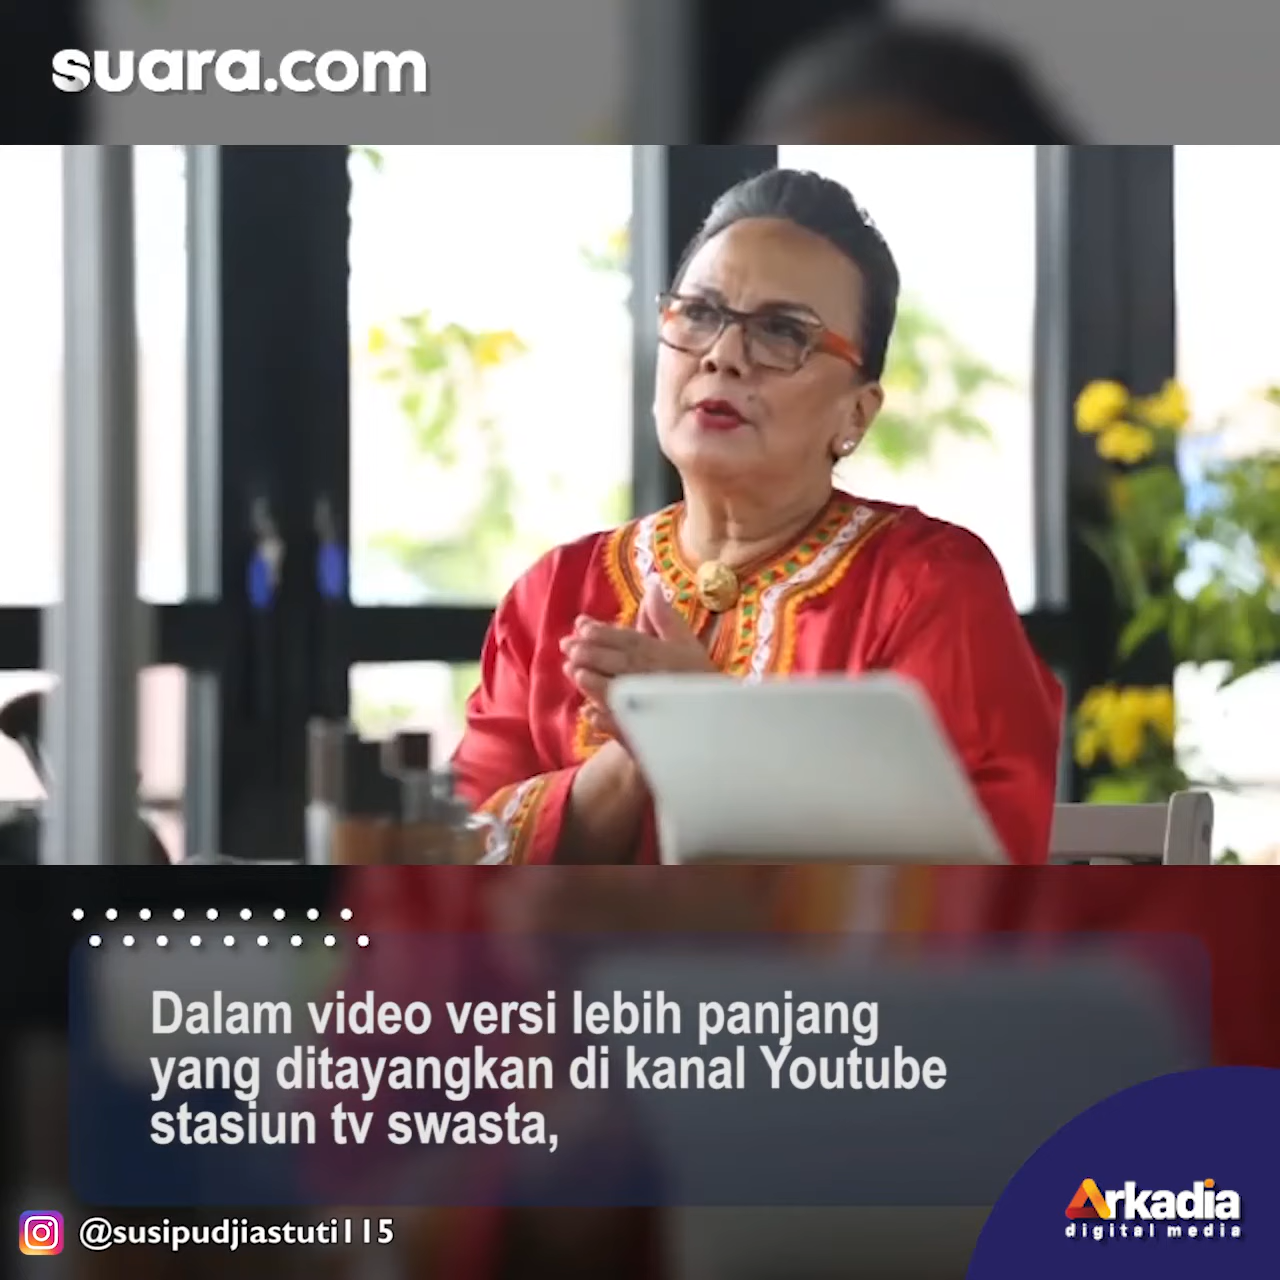 suara.com
Dalam video versi lebih panjang
yang ditayangkan di kanal Youtube
stasiun tv swasta,
@susipudjiastuti115
Arkadia
digital media